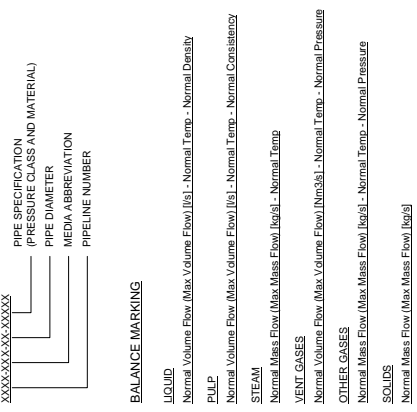 XXXX-XX-XX-XXXXX
PIPE SPECIFICATION
(PRESSURE CLASS AND MATERIAL)
PIPE DIAMETER
MEDIA ABBREVIATION
PIPELINE NUMBER
BALANCE MARKING
LIQUID
Normal Volume Flow (Max Volume Flow) [l/s] - Normal Temp - Normal Density
PULP
Normal Volume Flow (Max Volume Flow) [l/s] - Normal Temp - Normal Consistency
STEAM
Normal Mass Flow (Max Mass Flow) [kg/s] - Normal Temp
VENT GASES
Normal Volume Flow (Max Volume Flow) [Nm3/s] - Normal Temp - Normal Pressure
OTHER GASES
Normal Mass Flow (Max Mass Flow) [kg/s] - Normal Temp - Normal Pressure
SOLIDS
Normal Mass Flow (Max Mass Flow) [kg/s]